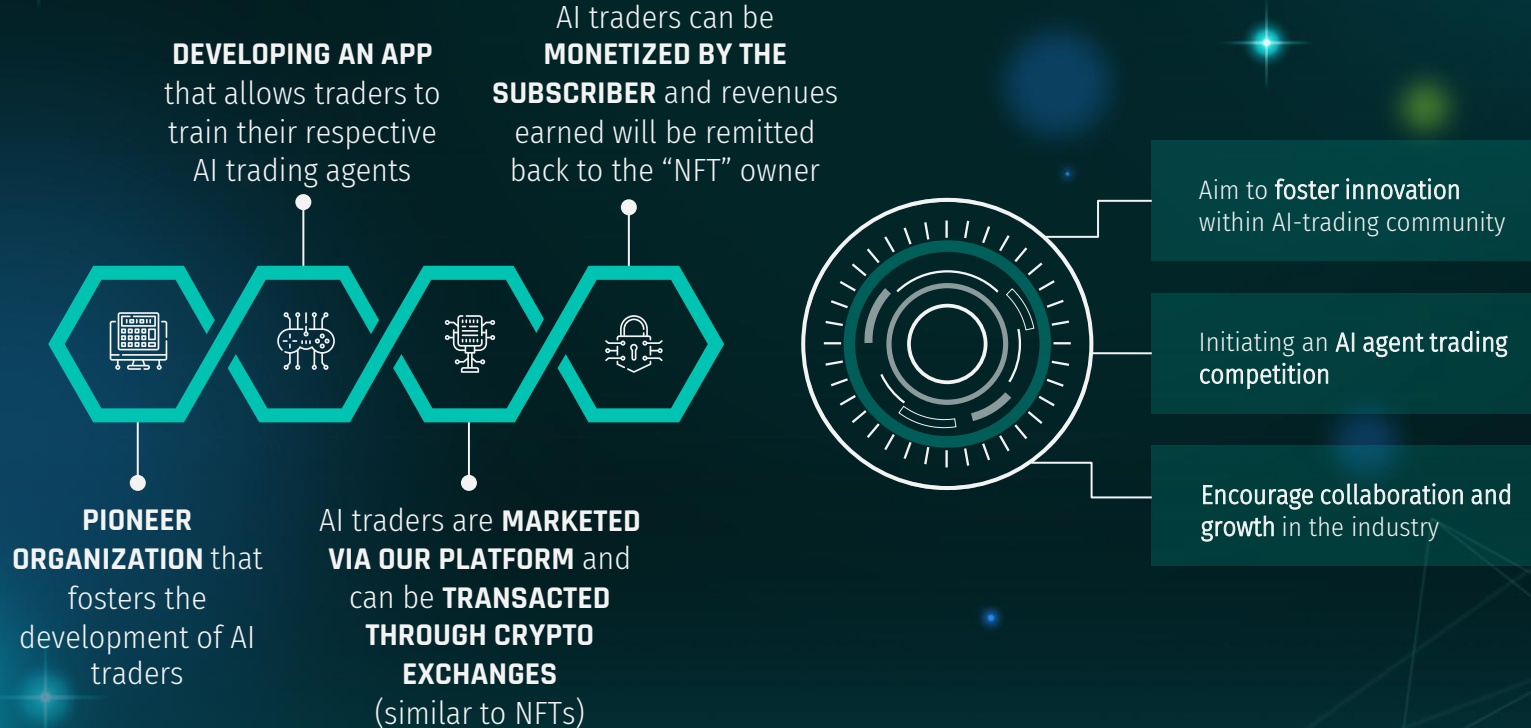 DEVELOPING AN APP
that allows traders to
train their respective
AI trading agents
AI traders can be
MONETIZED BY THE
SUBSCRIBER and revenues
earned will be remitted
back to the “NFT” owner
PIONEER
ORGANIZATION that
fosters the
development of AI
traders
AI traders are MARKETED
VIA OUR PLATFORM and
can be TRANSACTED
THROUGH CRYPTO
EXCHANGES
(similar to NFTs)
Aim to foster innovation
within AI-trading community
Initiating an AI agent trading
competition
Encourage collaboration and
growth in the industry